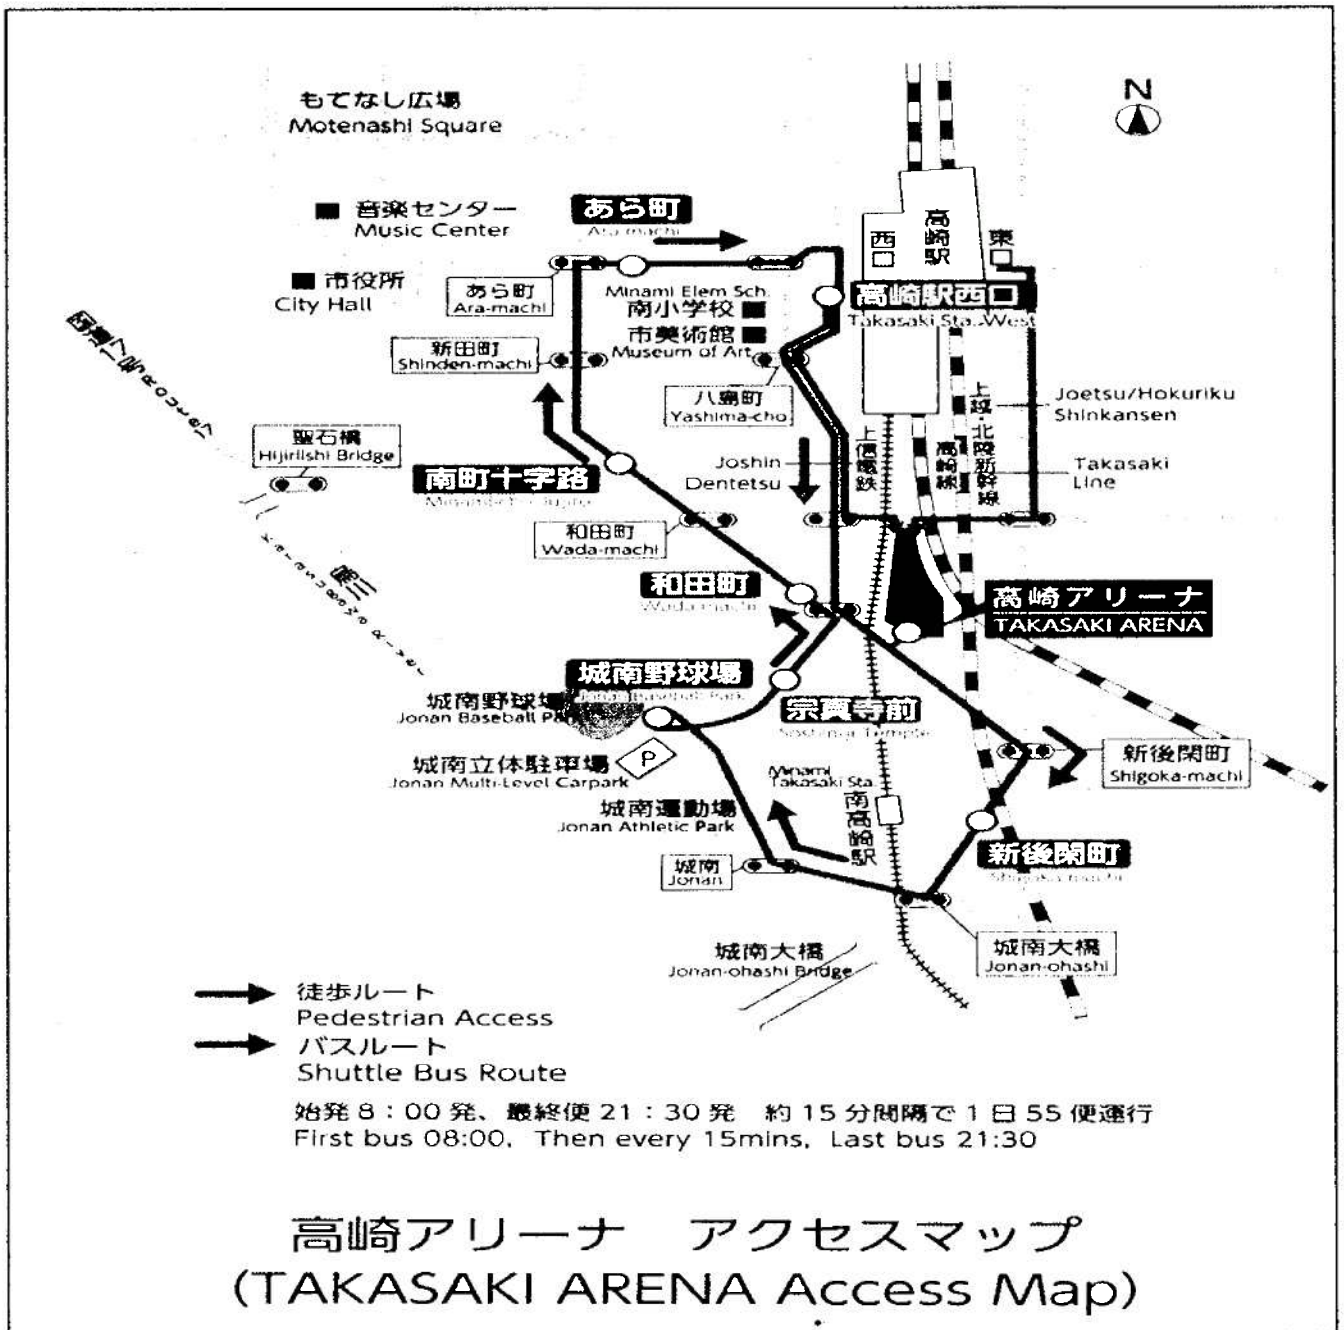 もてなし広場
Motenashi Square
N
音楽センター
Music Center
あら町
Ara-machi
市役所
City Hall
あら町
Ara-machi
Minami Elem Sch.
南小学校
市美術館
Museum of Art
西口
高崎駅
東口
高崎駅西口
Takasaki Sta. West
新田町
Shinden-machi
八島町
Yashima-cho
上越・北陸新幹線
Joetsu/Hokuriku
Shinkansen
聖石橋
Hijiriishi Bridge
南町十字路
Joshin
Dentetsu
上信電鉄
高崎線
Takasaki
Line
和田町
Wada-machi
和田町
Wada-machi
高崎アリーナ
TAKASAKI ARENA
城南野球場
Jonan Baseball Park
城南野球場
Jonan Baseball Park
新後閑町
Shigoka-machi
城南立体駐車場
Jonan Multi-Level Carpark
P
Minami
Takasaki Sta.
南高崎駅
城南運動場
Jonan Athletic Park
新後閑町
Shigoka-machi
城南
Jonan
城南大橋
Jonan-ohashi Bridge
城南大橋
Jonan-ohashi
徒歩ルート
Pedestrian Access
バスルート
Shuttle Bus Route
始発 8：00 発、最終便 21：30 発 約 15 分間隔で 1 日 55 便運行
First bus 08:00, Then every 15mins, Last bus 21:30
高崎アリーナ アクセスマップ
(TAKASAKI ARENA Access Map)